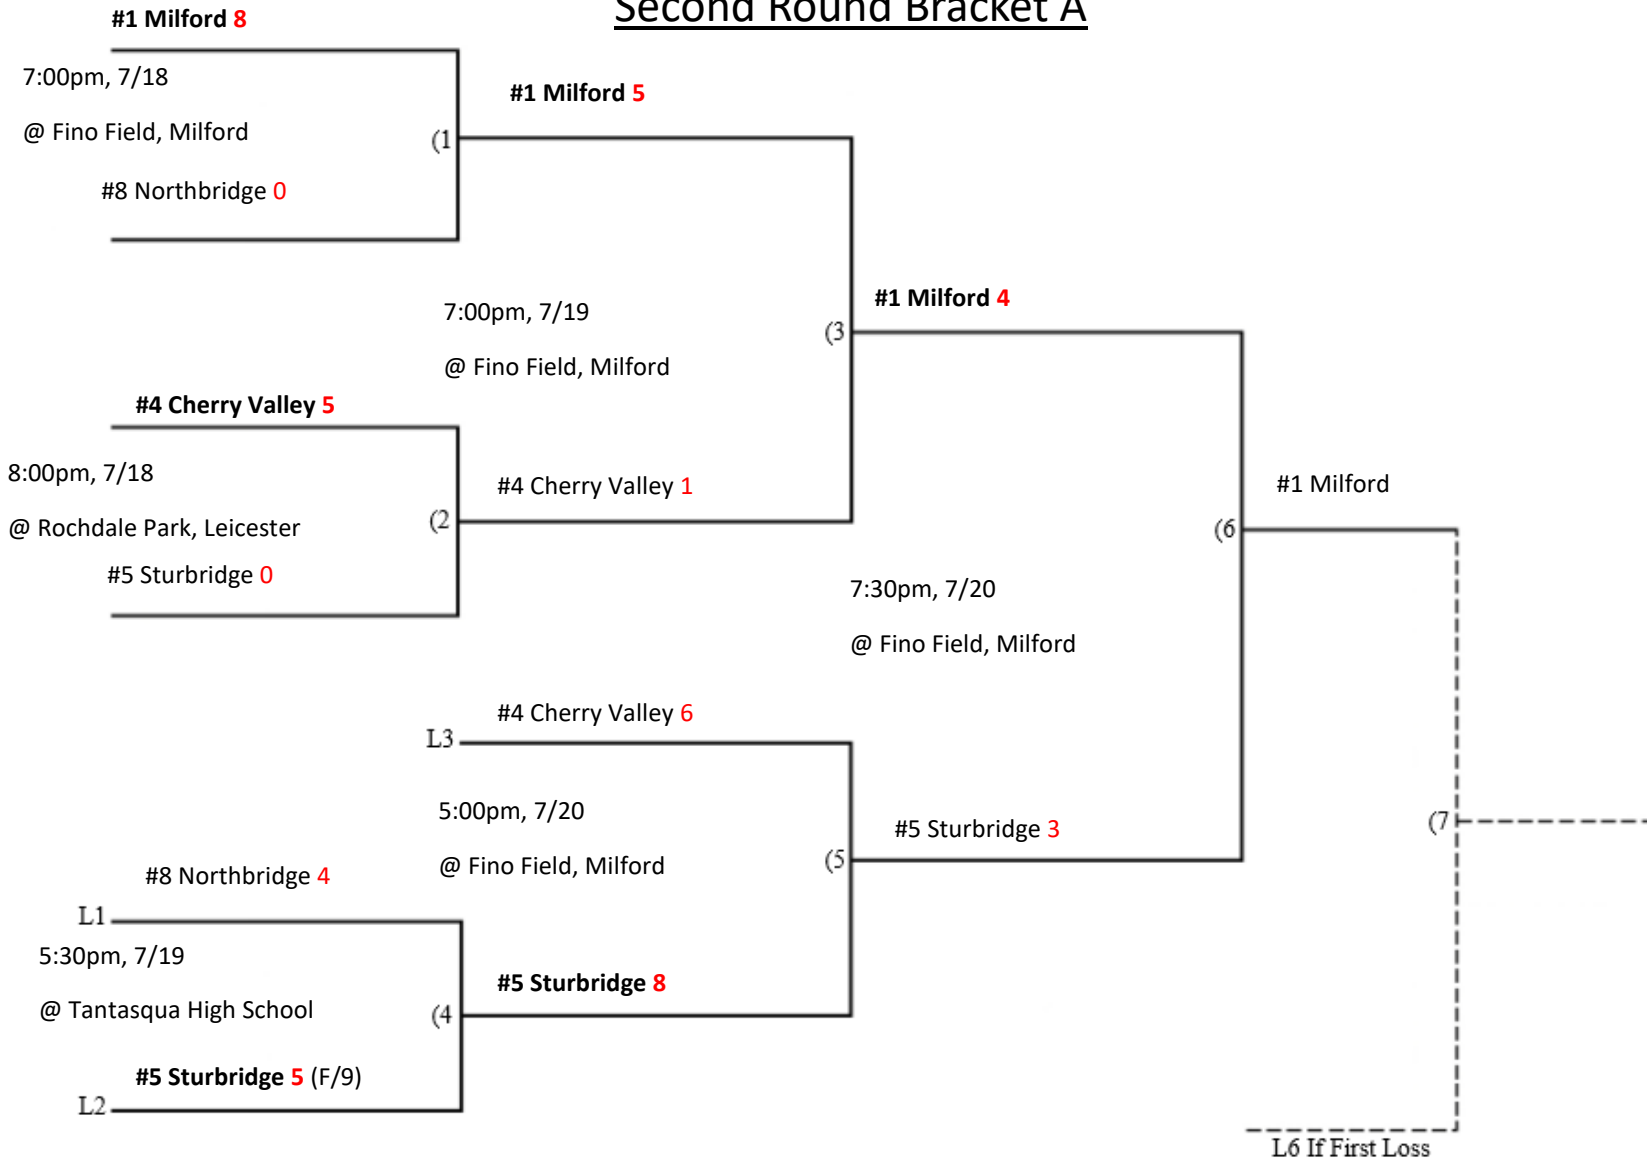 Second Round Bracket A
#1 Milford 8
7:00pm, 7/18
@ Fino Field, Milford
#8 Northbridge 0
(1
#1 Milford 5
7:00pm, 7/19
@ Fino Field, Milford
(3
#1 Milford 4
#4 Cherry Valley 5
8:00pm, 7/18
@ Rochdale Park, Leicester
#5 Sturbridge 0
(2
#4 Cherry Valley 1
#1 Milford
(6
7:30pm, 7/20
@ Fino Field, Milford
#4 Cherry Valley 6
L3
5:00pm, 7/20
@ Fino Field, Milford
(5
#5 Sturbridge 3
(7
#8 Northbridge 4
L1
5:30pm, 7/19
@ Tantasqua High School
(4
#5 Sturbridge 8
#5 Sturbridge 5 (F/9)
L2
L6 If First Loss